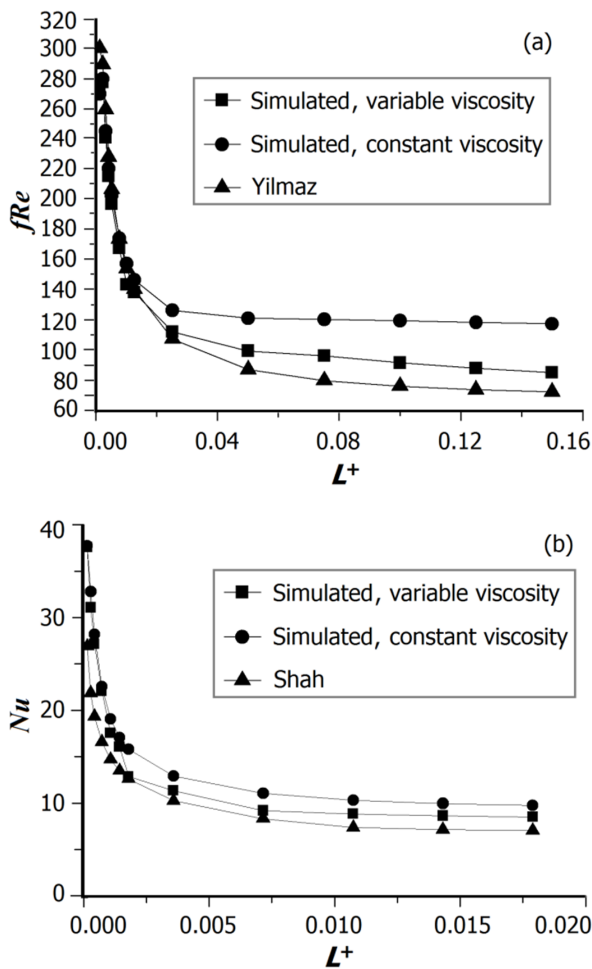 (a)
Simulated, variable viscosity
Simulated, constant viscosity
Yilmaz
fRe
320
300
280
260
240
220
200
180
160
140
120
100
80
60
0.00 0.04 0.08 0.12 0.16
L+
(b)
Simulated, variable viscosity
Simulated, constant viscosity
Shah
Nu
40
30
20
10
0
0.000 0.005 0.010 0.015 0.020
L+